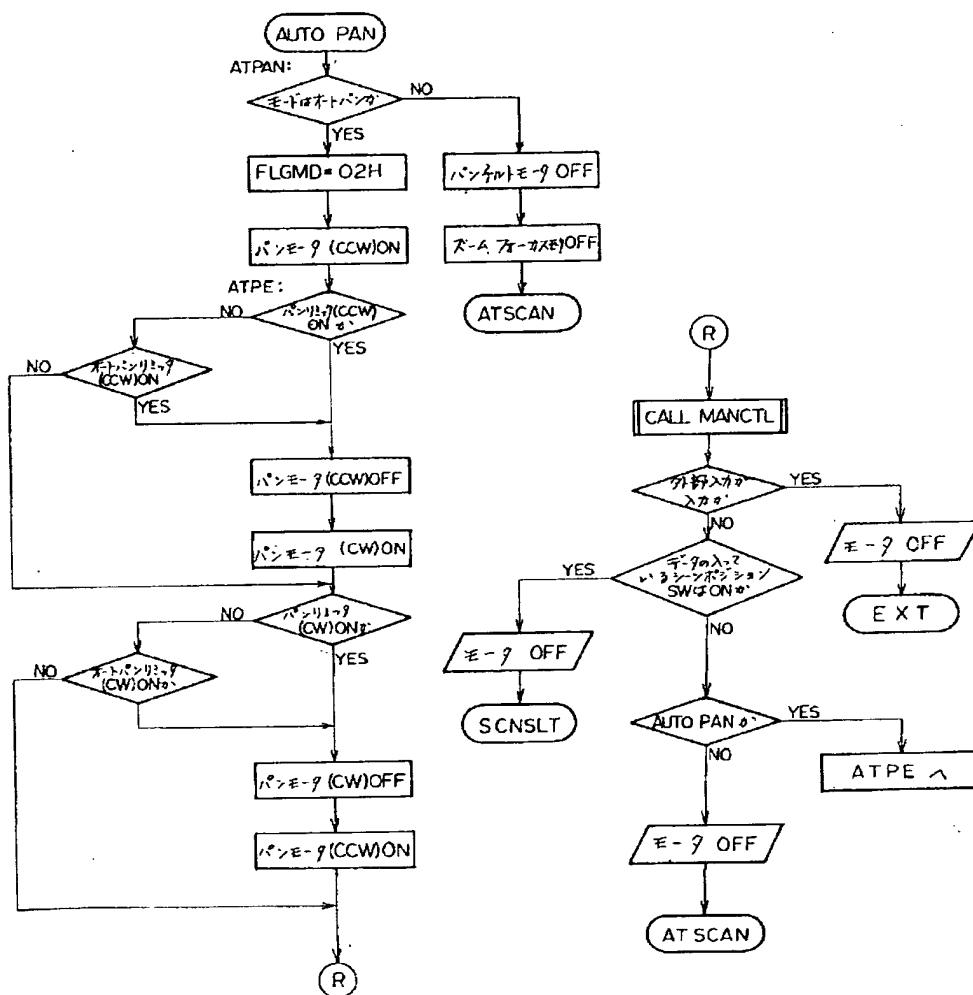 AUTO PAN
ATPAN:
モードはオートパンか
NO
YES
FLGMD=02H
パンチルトモータ OFF
パンモータ (CCW)ON
ズーム、フォーカスモータOFF
ATPE:
ATSCAN
NO
パンリミッタ(CCW)
ONか
YES
NO
オートパンリミッタ
(CCW)ON
YES
パンモータ(CCW)OFF
パンモータ (CW)ON
NO
パンリミッタ
(CW)ONか
YES
NO
オートパンリミッタ
(CW)ONか
パンモータ(CW)OFF
パンモータ(CCW)ON
R
R
CALL MANCTL
外部入力が
入力か
YES
NO
モータ OFF
EXT
データの入って
いるシーンポジション
SWはONか
YES
NO
モータ OFF
SCNSLT
AUTO PANか
YES
NO
ATPE へ
モータ OFF
ATSCAN